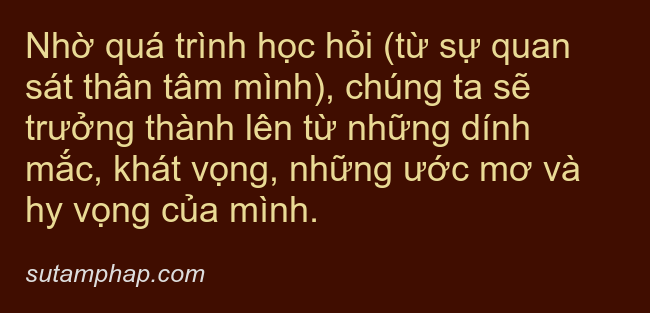 Nhờ quá trình học hỏi (từ sự quan
sát thân tâm mình), chúng ta sẽ
trưởng thành lên từ những dính
mắc, khát vọng, những ước mơ và
hy vọng của mình.
sutamphap.com